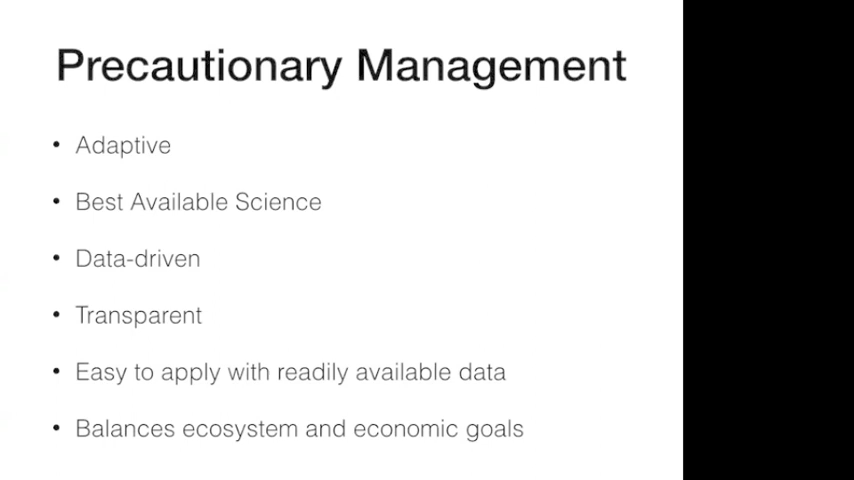 Precautionary Management
• Adaptive
• Best Available Science
• Data-driven
• Transparent
• Easy to apply with readily available data
• Balances ecosystem and economic goals